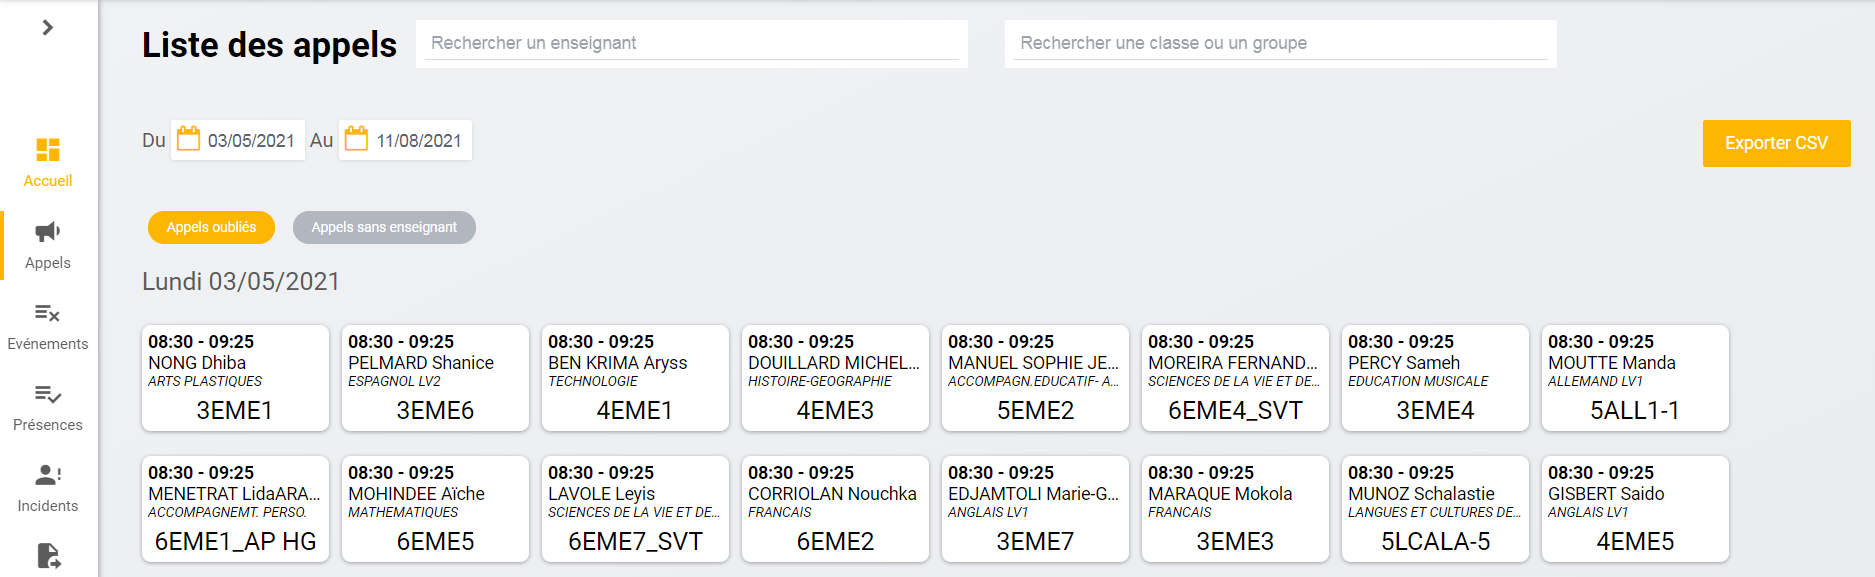 Liste des appels
Rechercher un enseignant
Rechercher une classe ou un groupe
Du 03/05/2021 Au 11/08/2021
Exporter CSV
Accueil
Appels
Evénements
Présences
Incidents
Appels oubliés
Appels sans enseignant
Lundi 03/05/2021
08:30 - 09:25
NONG Dhiba
ARTS PLASTIQUES
3EME1
08:30 - 09:25
PELMARD Shanice
ESPAGNOL LV2
3EME6
08:30 - 09:25
BEN KRIMA Aryss
TECHNOLOGIE
4EME1
08:30 - 09:25
DOUILLARD MICHEL...
HISTOIRE-GEOGRAPHIE
4EME3
08:30 - 09:25
MANUEL SOPHIE JE...
ACCOMPAGN.EDUCATIF- A...
5EME2
08:30 - 09:25
MOREIRA FERNAND...
SCIENCES DE LA VIE ET DE...
6EME4_SVT
08:30 - 09:25
PERCY Sameh
EDUCATION MUSICALE
3EME4
08:30 - 09:25
MOUTTE Manda
ALLEMAND LV1
5ALL1-1
08:30 - 09:25
MENETRAT LidaARA...
ACCOMPAGNEMT. PERSO.
6EME1_AP HG
08:30 - 09:25
MOHINDEE Aïche
MATHEMATIQUES
6EME5
08:30 - 09:25
LAVOLE Leyis
SCIENCES DE LA VIE ET DE...
6EME7_SVT
08:30 - 09:25
CORRIOLAN Nouchka
FRANCAIS
6EME2
08:30 - 09:25
EDJAMTOLI Marie-G...
ANGLAIS LV1
3EME7
08:30 - 09:25
MARAQUE Mokola
FRANCAIS
3EME3
08:30 - 09:25
MUNOZ Schalastie
LANGUES ET CULTURES DE...
5LCALA-5
08:30 - 09:25
GISBERT Saido
ANGLAIS LV1
4EME5